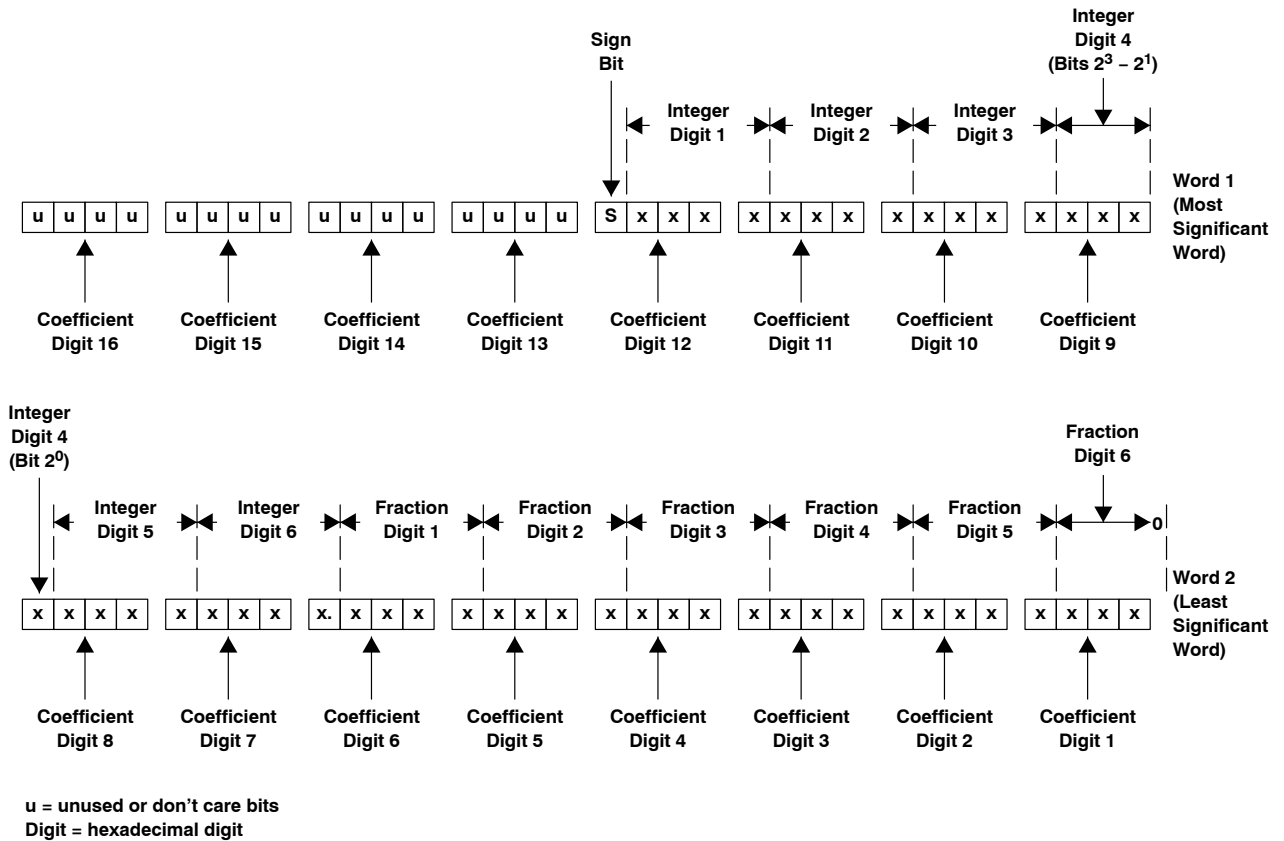 Sign
Bit
Integer
Digit 4
(Bits 2³ – 2¹)
Integer
Digit 1
Integer
Digit 2
Integer
Digit 3
u u u u
u u u u
u u u u
u u u u
S x x x
x x x x
x x x x
x x x x
Word 1
(Most
Significant
Word)
Coefficient
Digit 16
Coefficient
Digit 15
Coefficient
Digit 14
Coefficient
Digit 13
Coefficient
Digit 12
Coefficient
Digit 11
Coefficient
Digit 10
Coefficient
Digit 9
Integer
Digit 4
(Bit 2⁰)
Integer
Digit 5
Integer
Digit 6
Fraction
Digit 1
Fraction
Digit 2
Fraction
Digit 3
Fraction
Digit 4
Fraction
Digit 5
Fraction
Digit 6
0
x x x x
x x x x
x. x x x
x x x x
x x x x
x x x x
x x x x
x x x x
Word 2
(Least
Significant
Word)
Coefficient
Digit 8
Coefficient
Digit 7
Coefficient
Digit 6
Coefficient
Digit 5
Coefficient
Digit 4
Coefficient
Digit 3
Coefficient
Digit 2
Coefficient
Digit 1
u = unused or don’t care bits
Digit = hexadecimal digit